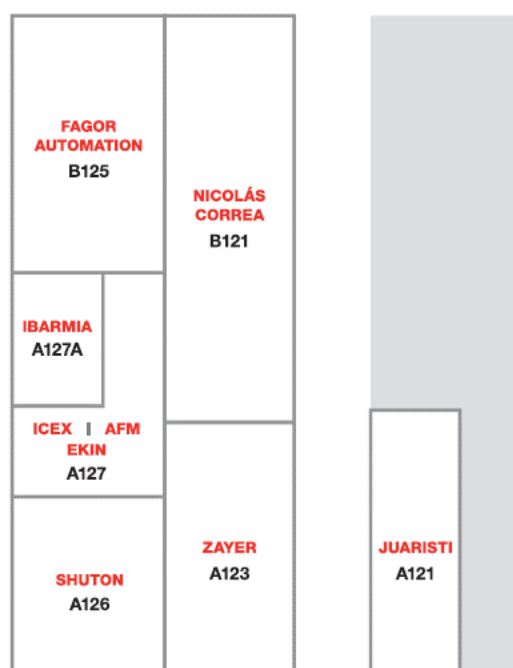 FAGOR
AUTOMATION
B125
NICOLÁS
CORREA
B121
IBARMIA
A127A
ICEX | AFM
EKIN
A127
ZAYER
A123
JUARISTI
A121
SHUTON
A126